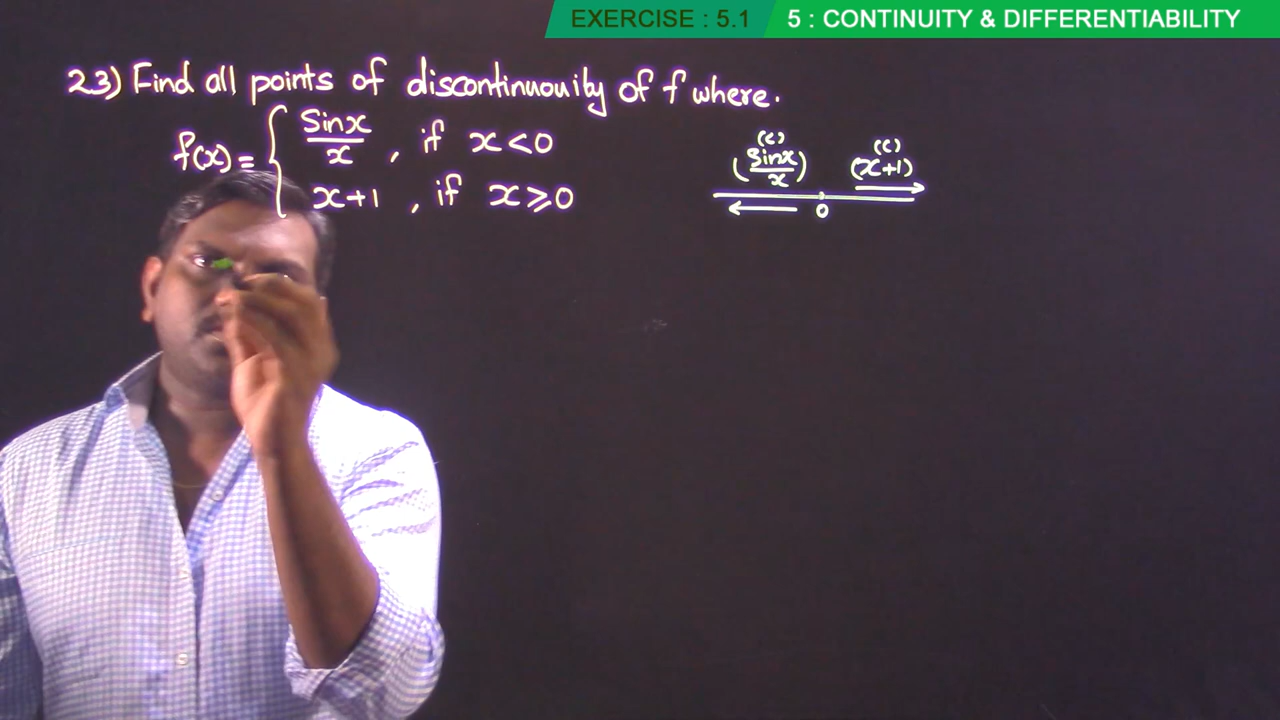 EXERCISE : 5.1 5 : CONTINUITY & DIFFERENTIABILITY
23) Find all points of discontinuouity of f where.
f(x) = { sinx/x , if x < 0
x+1 , if x ⩾ 0
(c) (c)
(sinx/x) (x+1)
0